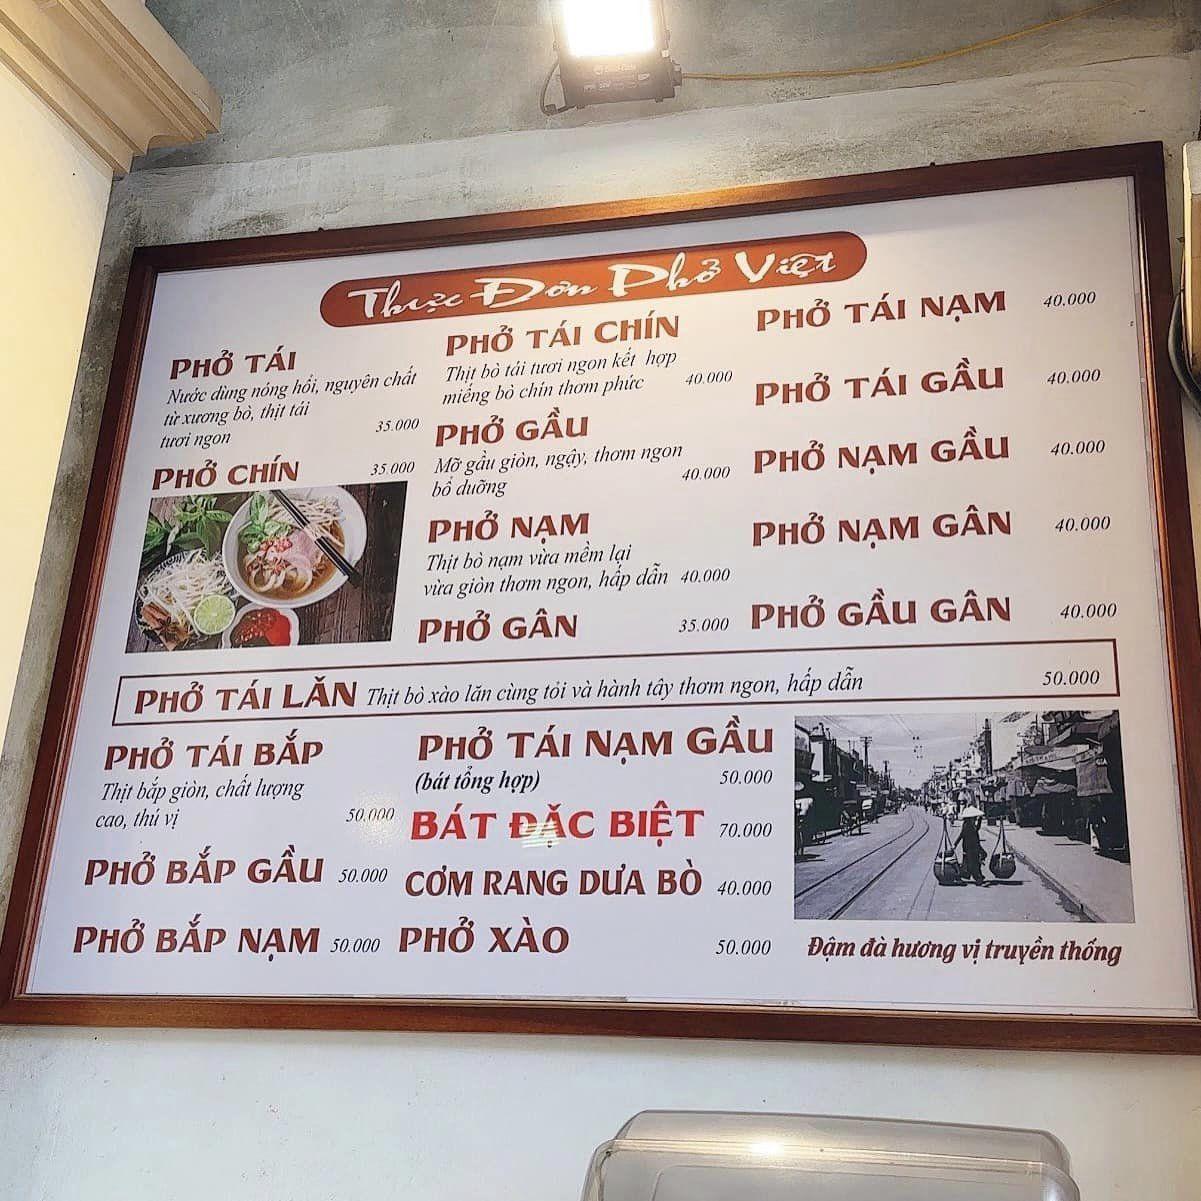 Thực Đơn Phở Việt
PHỞ TÁI
Nước dùng nóng hổi, nguyên chất
từ xương bò, thịt tái
tươi ngon 35.000
PHỞ CHÍN 35.000
PHỞ TÁI CHÍN
Thịt bò tái tươi ngon kết hợp
miếng bò chín thơm phức 40.000
PHỞ GẦU
Mỡ gầu giòn, ngậy, thơm ngon
bổ duỡng 40.000
PHỞ NẠM
Thịt bò nạm vừa mềm lại
vừa giòn thơm ngon, hấp dẫn 40.000
PHỞ GÂN 35.000
PHỞ TÁI NẠM 40.000
PHỞ TÁI GẦU 40.000
PHỞ NẠM GẦU 40.000
PHỞ NẠM GÂN 40.000
PHỞ GẦU GÂN 40.000
PHỞ TÁI LĂN Thịt bò xào lăn cùng tỏi và hành tây thơm ngon, hấp dẫn 50.000
PHỞ TÁI BẮP
Thịt bắp giòn, chất lượng
cao, thú vị 50.000
PHỞ BẮP GẦU 50.000
PHỞ BẮP NẠM 50.000
PHỞ TÁI NẠM GẦU
(bát tổng hợp) 50.000
BÁT ĐẶC BIỆT 70.000
CƠM RANG DƯA BÒ 40.000
PHỞ XÀO 50.000
Đậm đà hương vị truyền thống